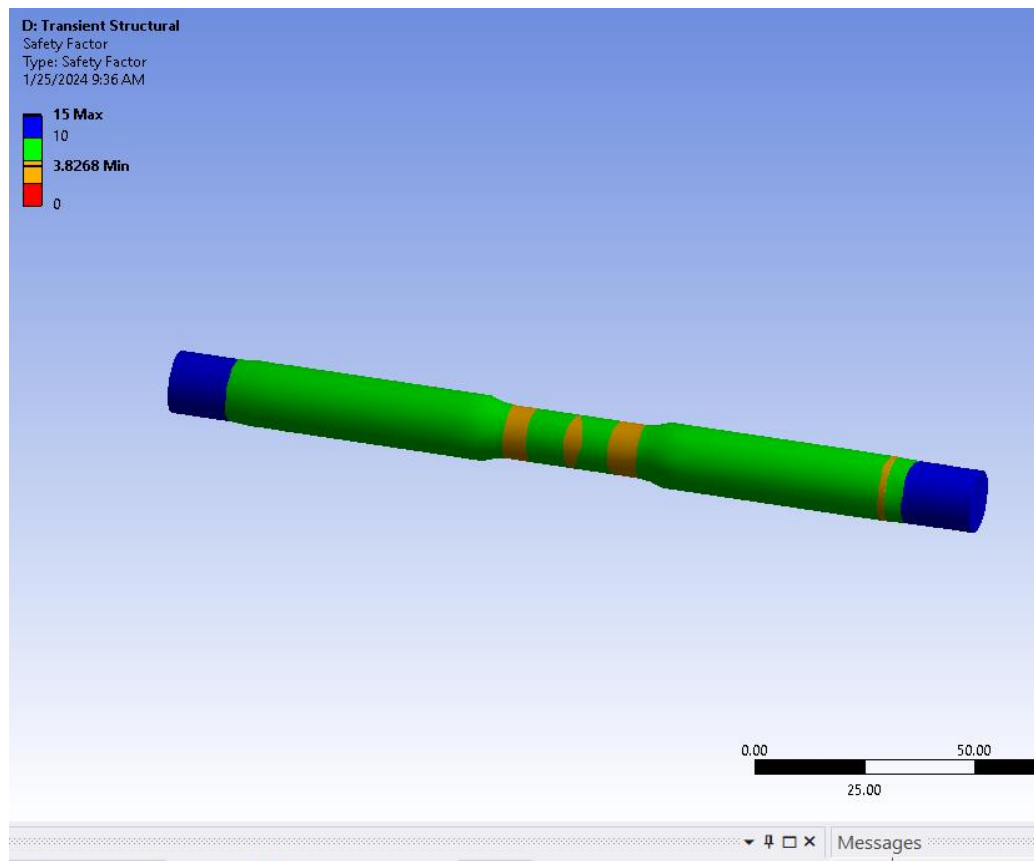 D: Transient Structural
Safety Factor
Type: Safety Factor
1/25/2024 9:36 AM
15 Max
10
3.8268 Min
0
0.00
50.00
25.00
Messages